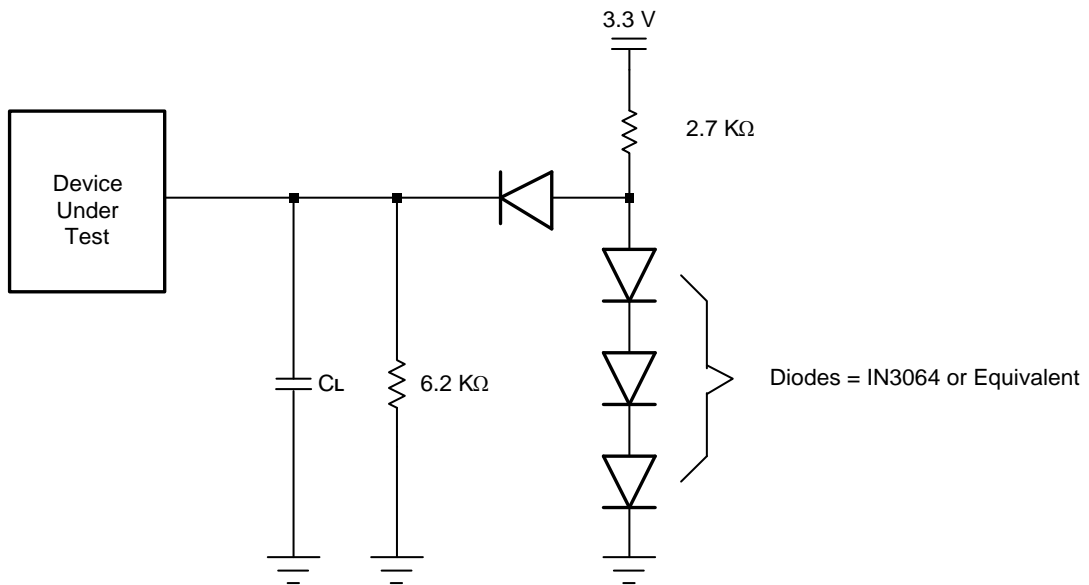 3.3 V
2.7 KΩ
Device
Under
Test
CL
6.2 KΩ
Diodes = IN3064 or Equivalent